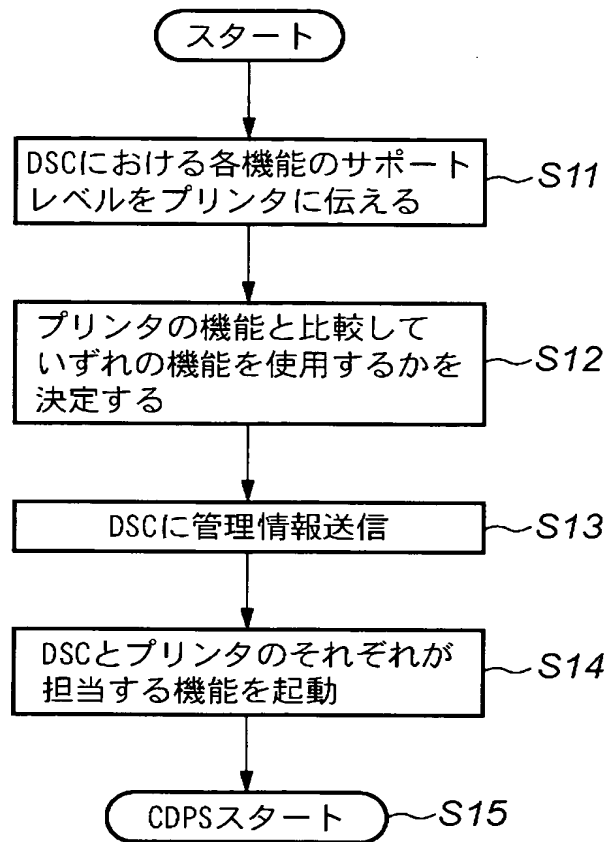 スタート
DSCにおける各機能のサポート
レベルをプリンタに伝える
S11
プリンタの機能と比較して
いずれの機能を使用するかを
決定する
S12
DSCに管理情報送信
S13
DSCとプリンタのそれぞれが
担当する機能を起動
S14
CDPSスタート
S15